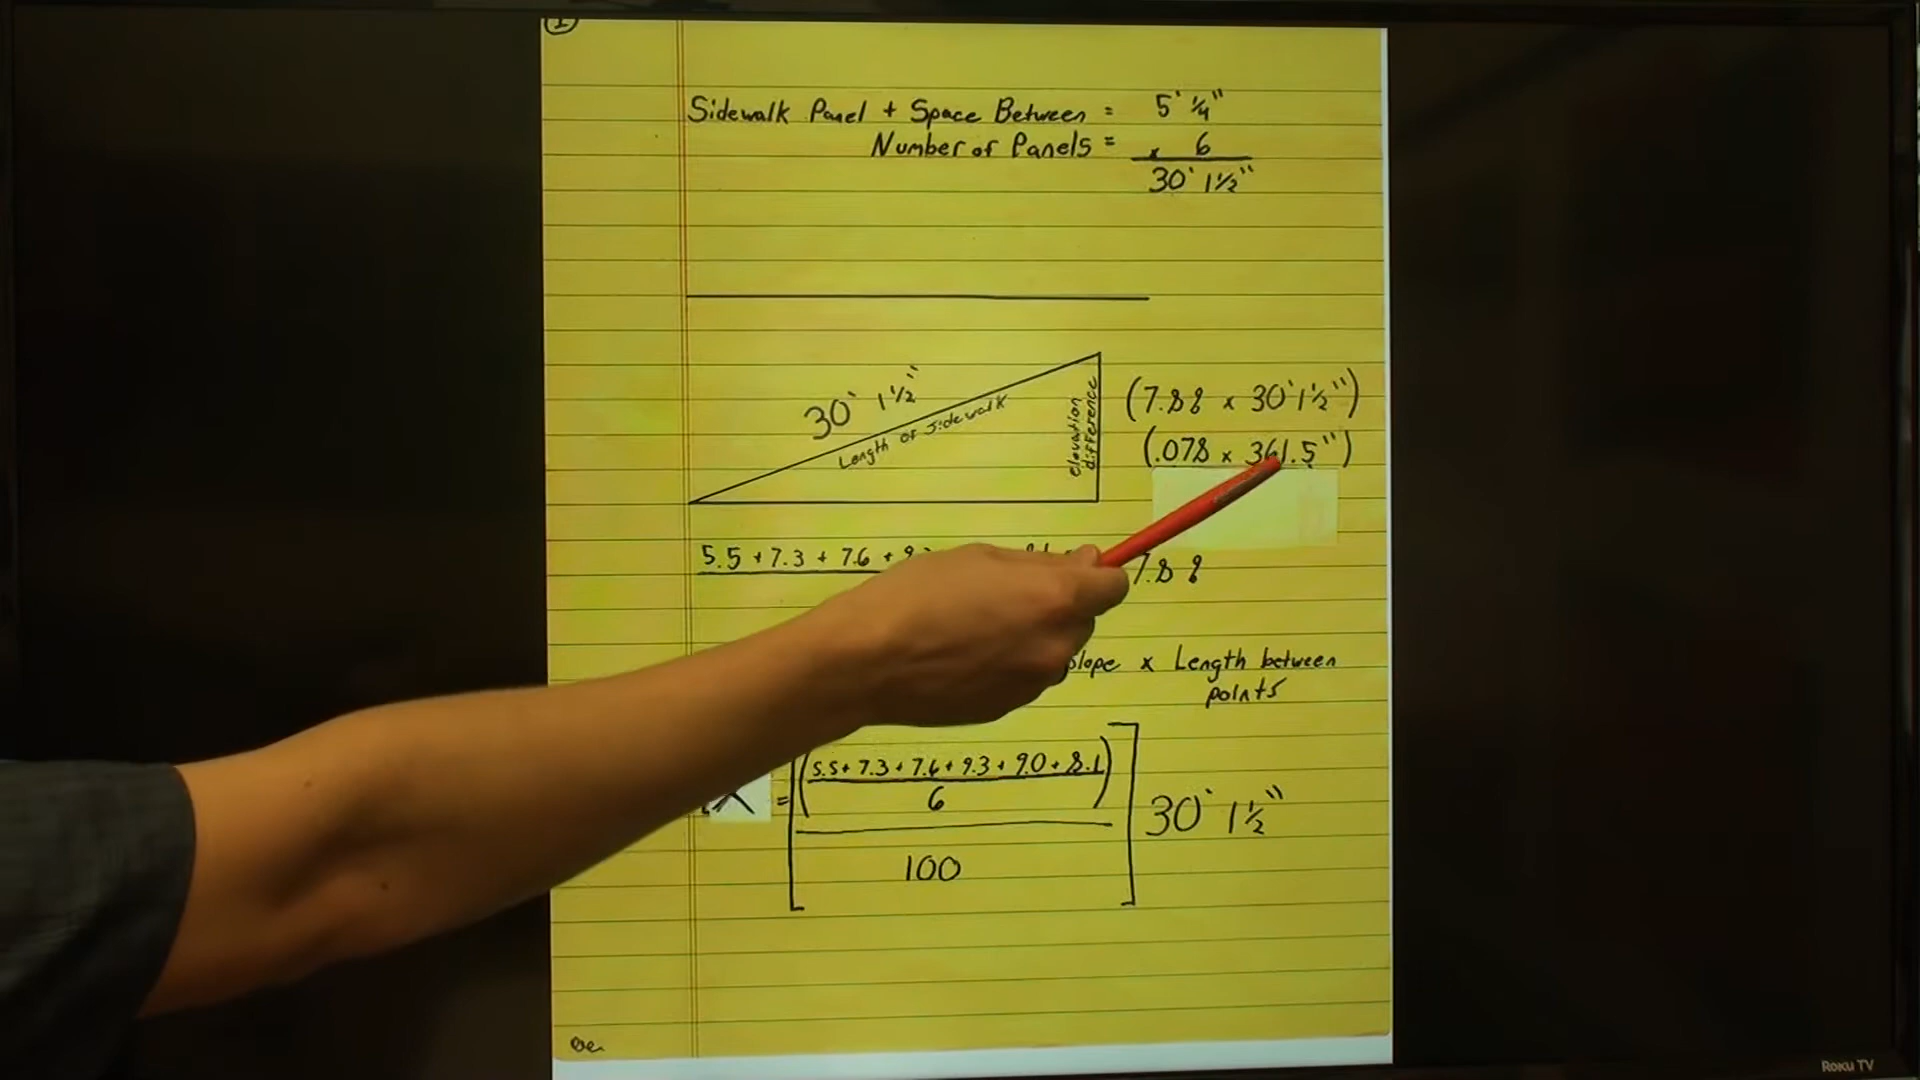 1
Sidewalk Panel + Space Between = 5' ¼"
Number of Panels = x 6
30' 1½"
30' 1½"
Length of Sidewalk
elevation
difference
(7.88 x 30' 1½")
(.078 x 361.5")
5.5 + 7.3 + 7.6 +
7.88
slope x Length between
points
= [(5.5 + 7.3 + 7.6 + 9.3 + 9.0 + 8.1)
6
100 ] 30' 1½"
Roku TV